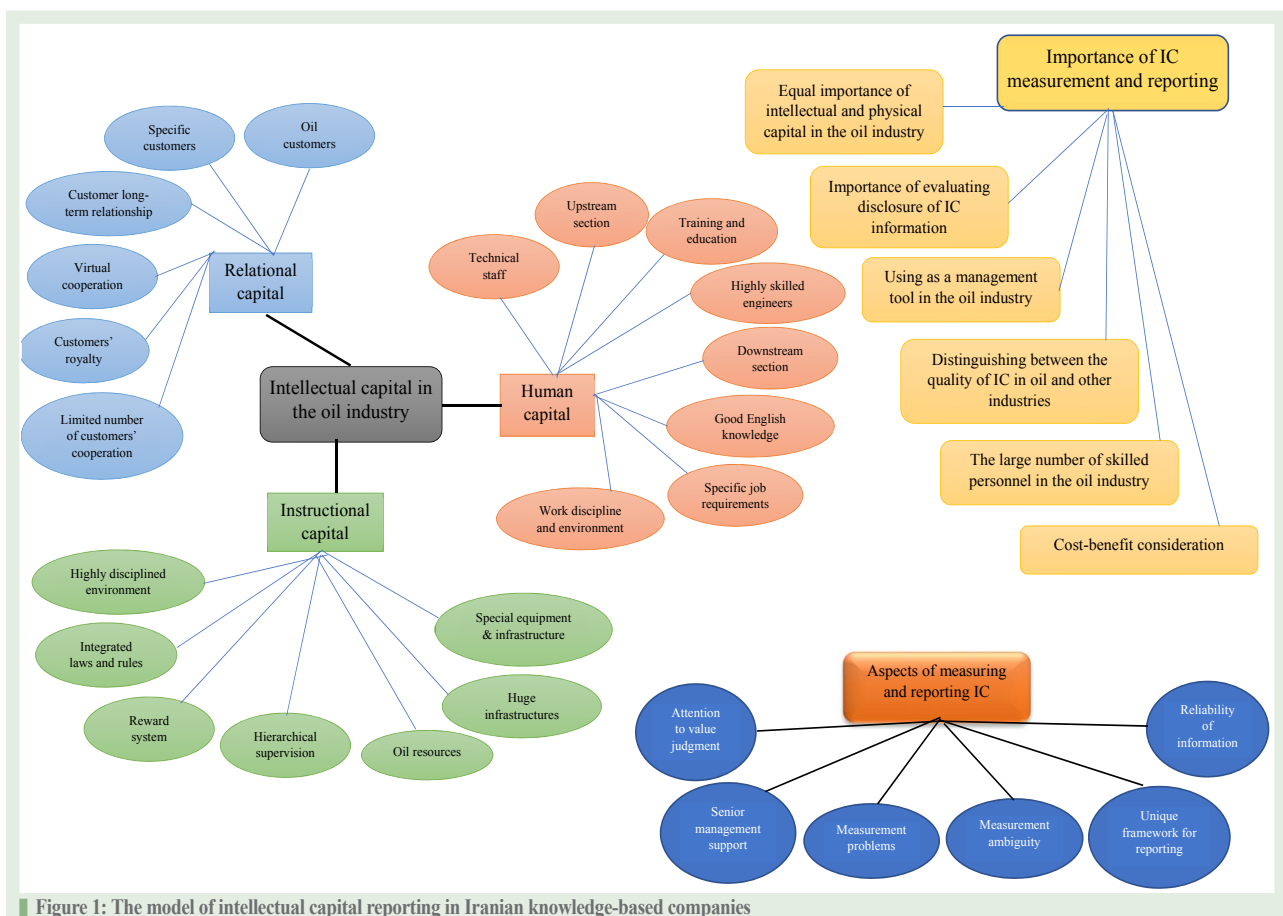 Importance of IC
measurement and reporting
Equal importance of
intellectual and physical
capital in the oil industry
Importance of evaluating
disclosure of IC
information
Using as a management
tool in the oil industry
Distinguishing between the
quality of IC in oil and other
industries
The large number of skilled
personnel in the oil industry
Cost-benefit consideration
Specific
customers
Oil
customers
Customer long-
term relationship
Virtual
cooperation
Customers’
royalty
Limited number
of customers’
cooperation
Relational
capital
Intellectual capital in
the oil industry
Upstream
section
Training and
education
Technical
staff
Highly skilled
engineers
Downstream
section
Good English
knowledge
Specific job
requirements
Work discipline
and environment
Human
capital
Instructional
capital
Highly disciplined
environment
Integrated
laws and rules
Reward
system
Hierarchical
supervision
Oil resources
Huge
infrastructures
Special equipment
& infrastructure
Aspects of measuring
and reporting IC
Attention
to value
judgment
Senior
management
support
Measurement
problems
Measurement
ambiguity
Unique
framework for
reporting
Reliability
of
information
Figure 1: The model of intellectual capital reporting in Iranian knowledge-based companies